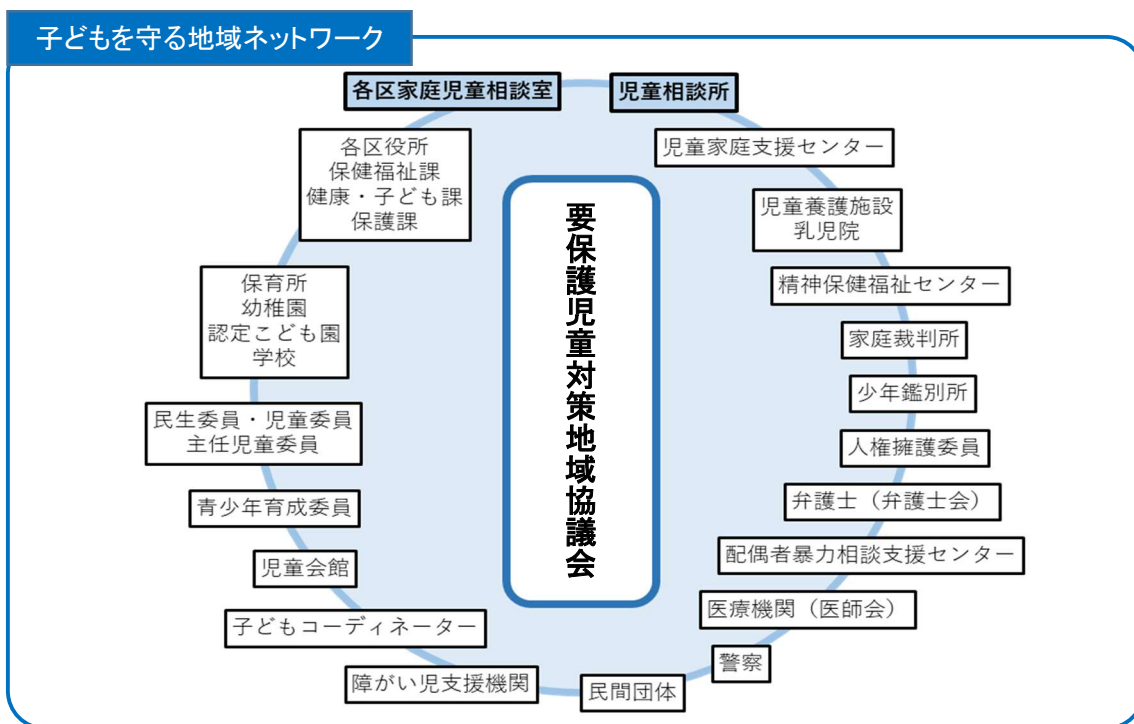 子どもを守る地域ネットワーク
各区家庭児童相談室
児童相談所
各区役所
保健福祉課
健康・子ども課
保護課
児童家庭支援センター
児童養護施設
乳児院
保育所
幼稚園
認定こども園
学校
精神保健福祉センター
家庭裁判所
少年鑑別所
民生委員・児童委員
主任児童委員
人権擁護委員
青少年育成委員
弁護士（弁護士会）
児童会館
配偶者暴力相談支援センター
子どもコーディネーター
医療機関（医師会）
障がい児支援機関
民間団体
警察
要保護児童対策地域協議会